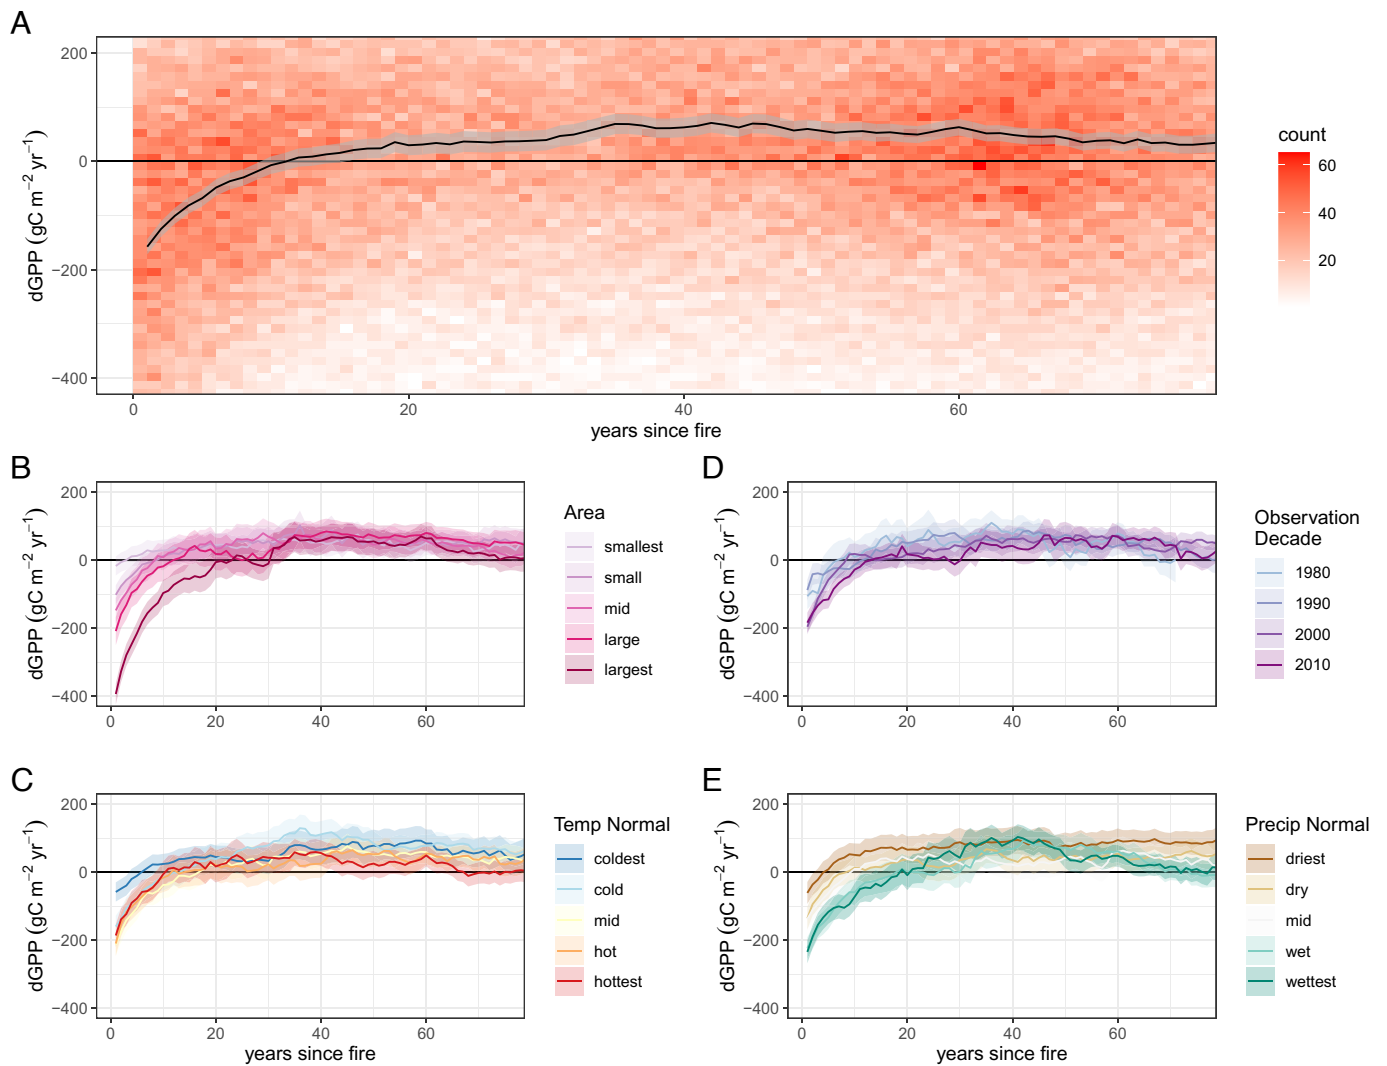 A
200
0
−200
−400
dGPP (gC m−2 yr−1)
0
20
40
60
years since fire
count
60
40
20
B
200
0
−200
−400
dGPP (gC m−2 yr−1)
0
20
40
60
Area
smallest
small
mid
large
largest
D
200
0
−200
−400
dGPP (gC m−2 yr−1)
0
20
40
60
Observation
Decade
1980
1990
2000
2010
C
200
0
−200
−400
dGPP (gC m−2 yr−1)
0
20
40
60
years since fire
Temp Normal
coldest
cold
mid
hot
hottest
E
200
0
−200
−400
dGPP (gC m−2 yr−1)
0
20
40
60
years since fire
Precip Normal
driest
dry
mid
wet
wettest